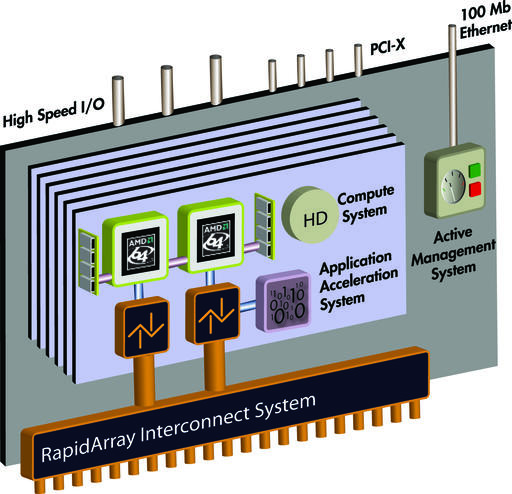 100 Mb
Ethernet
PCI-X
High Speed I/O
Compute
System
HD
AMD
64
AMD
64
Application
Acceleration
System
Active
Management
System
RapidArray Interconnect System